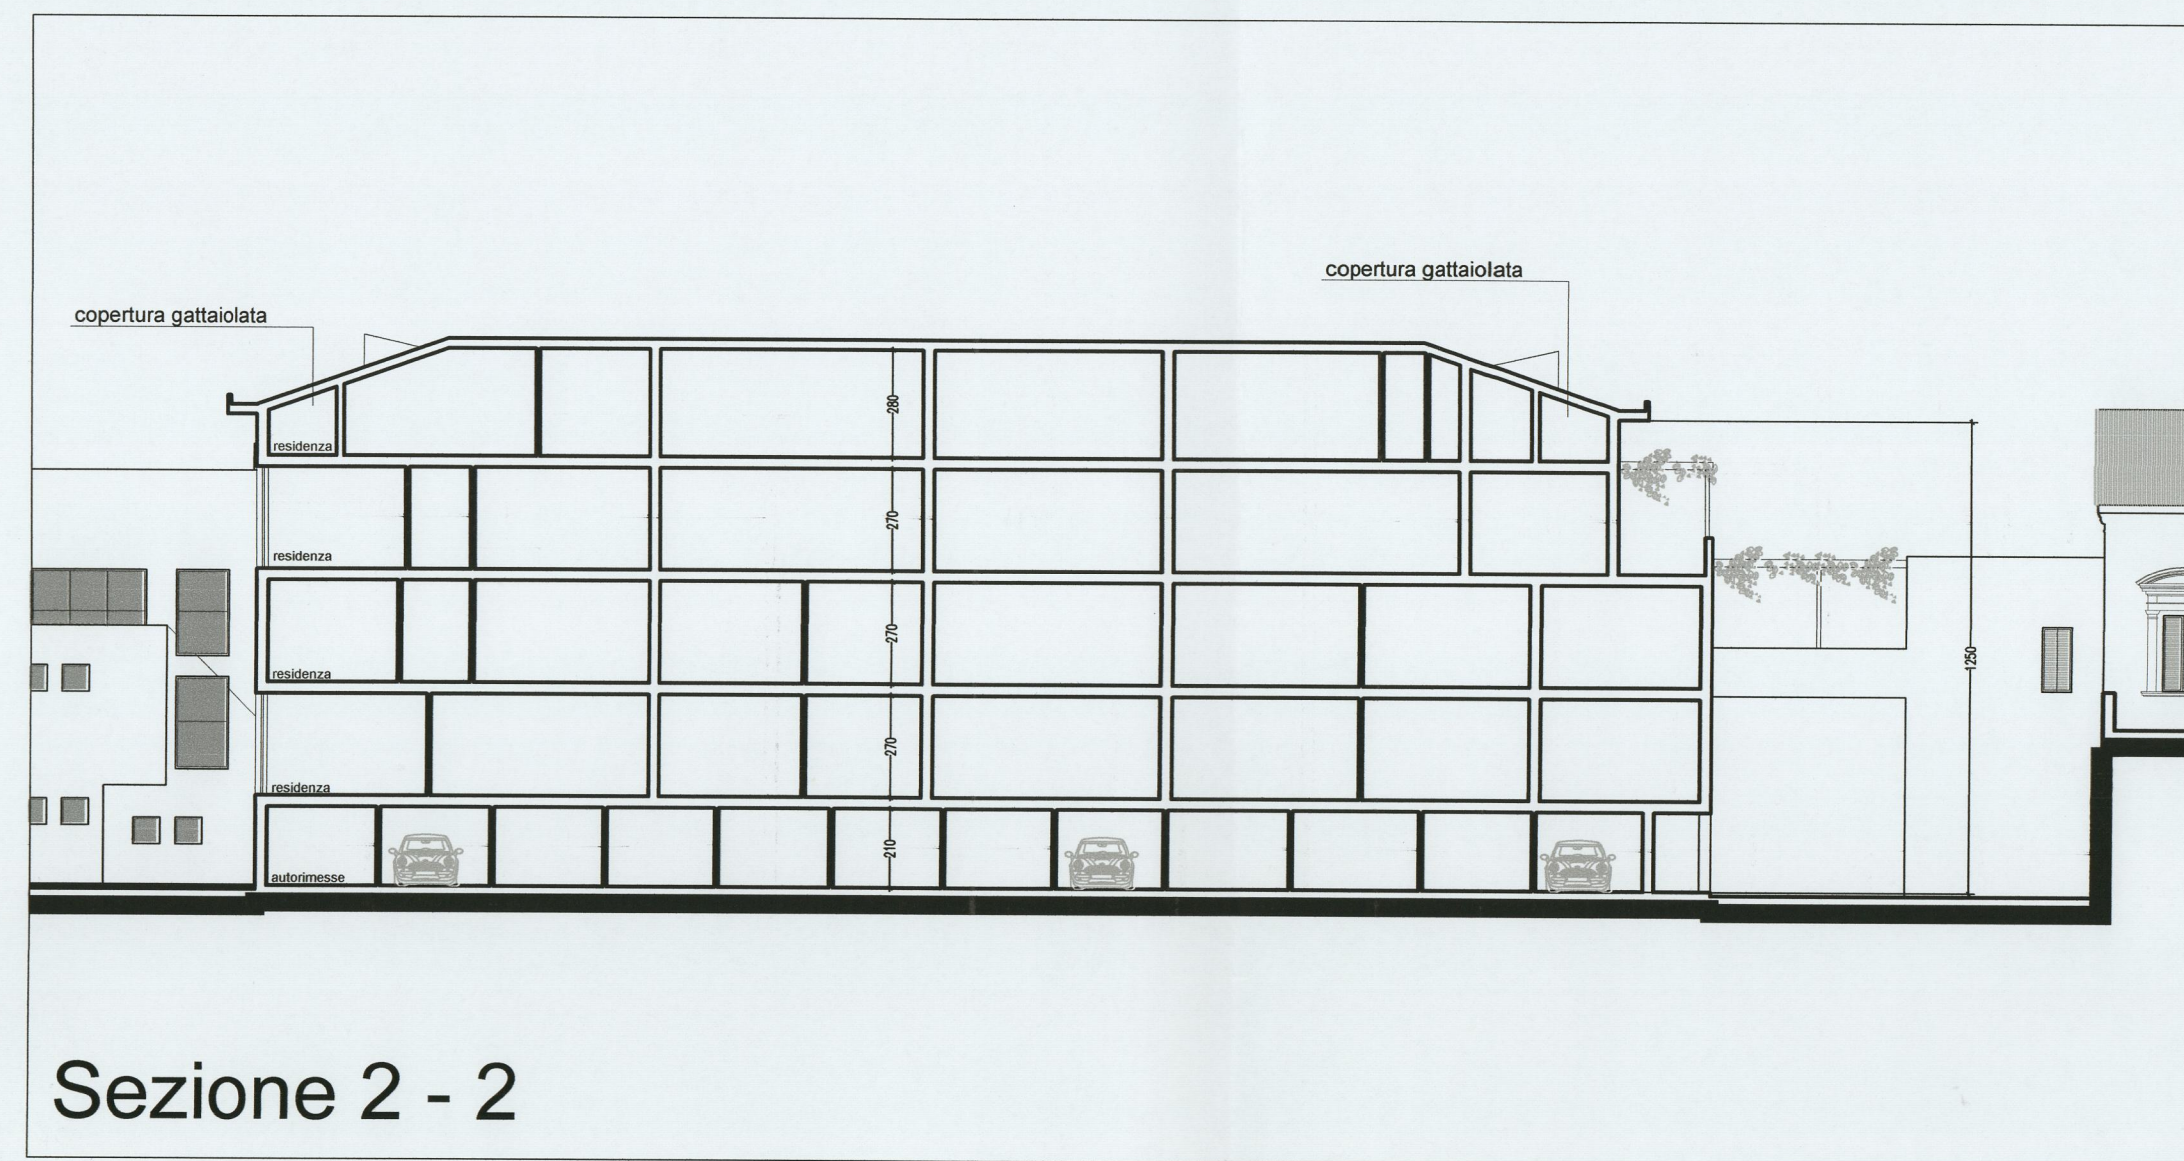 copertura gattaiolata
copertura gattaiolata
280
residenza
270
residenza
270
1250
residenza
270
residenza
210
autorimesse
Sezione 2 - 2